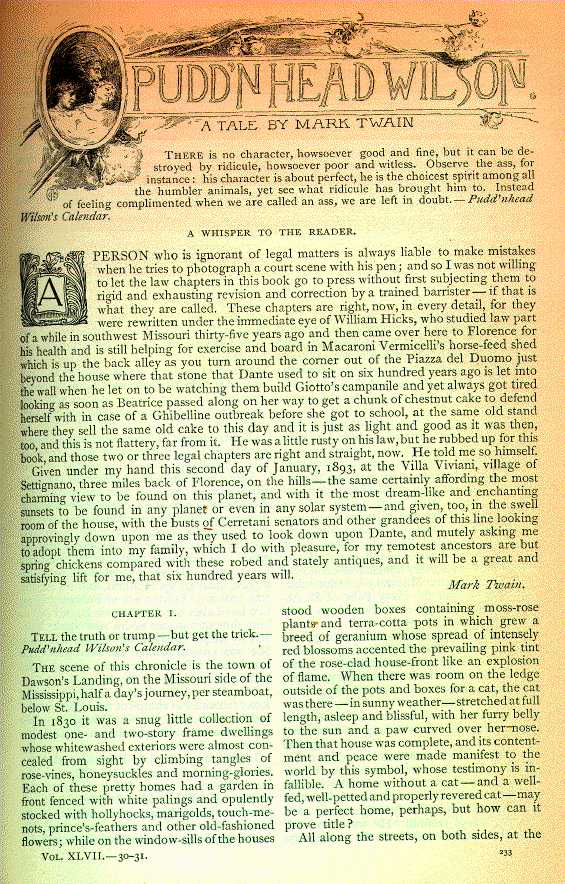 PUDD'NHEAD WILSON.
A TALE BY MARK TWAIN
THERE is no character, howsoever good and fine, but it can be de-
stroyed by ridicule, howsoever poor and witless. Observe the ass, for
instance: his character is about perfect, he is the choicest spirit among all
the humbler animals, yet see what ridicule has brought him to. Instead
of feeling complimented when we are called an ass, we are left in doubt.—Pudd'nhead
Wilson's Calendar.
A WHISPER TO THE READER.
A PERSON who is ignorant of legal matters is always liable to make mistakes
when he tries to photograph a court scene with his pen; and so I was not willing
to let the law chapters in this book go to press without first subjecting them to
rigid and exhausting revision and correction by a trained barrister—if that is
what they are called. These chapters are right, now, in every detail, for they
were rewritten under the immediate eye of William Hicks, who studied law part
of a while in southwest Missouri thirty-five years ago and then came over here to Florence for
his health and is still helping for exercise and board in Macaroni Vermicelli's horse-feed shed
which is up the back alley as you turn around the corner out of the Piazza del Duomo just
beyond the house where that stone that Dante used to sit on six hundred years ago is let into
the wall when he let on to be watching them build Giotto's campanile and yet always got tired
looking as soon as Beatrice passed along on her way to get a chunk of chestnut cake to defend
herself with in case of a Ghibelline outbreak before she got to school, at the same old stand
where they sell the same old cake to this day and it is just as light and good as it was then,
too, and this is not flattery, far from it. He was a little rusty on his law, but he rubbed up for this
book, and those two or three legal chapters are right and straight, now. He told me so himself.
Given under my hand this second day of January, 1893, at the Villa Viviani, village of
Settignano, three miles back of Florence, on the hills—the same certainly affording the most
charming view to be found on this planet, and with it the most dream-like and enchanting
sunsets to be found in any planet or even in any solar system—and given, too, in the swell
room of the house, with the busts of Cerretani senators and other grandees of this line looking
approvingly down upon me as they used to look down upon Dante, and mutely asking me
to adopt them into my family, which I do with pleasure, for my remotest ancestors are but
spring chickens compared with these robed and stately antiques, and it will be a great and
satisfying lift for me, that six hundred years will.
Mark Twain.
CHAPTER I.
TELL the truth or trump—but get the trick.—
Pudd'nhead Wilson's Calendar.
THE scene of this chronicle is the town of
Dawson's Landing, on the Missouri side of the
Mississippi, half a day's journey, per steamboat,
below St. Louis.
In 1830 it was a snug little collection of
modest one- and two-story frame dwellings
whose whitewashed exteriors were almost con-
cealed from sight by climbing tangles of
rose-vines, honeysuckles and morning-glories.
Each of these pretty homes had a garden in
front fenced with white palings and opulently
stocked with hollyhocks, marigolds, touch-me-
nots, prince's-feathers and other old-fashioned
flowers; while on the window-sills of the houses
stood wooden boxes containing moss-rose
plants and terra-cotta pots in which grew a
breed of geranium whose spread of intensely
red blossoms accented the prevailing pink tint
of the rose-clad house-front like an explosion
of flame. When there was room on the ledge
outside of the pots and boxes for a cat, the cat
was there—in sunny weather—stretched at full
length, asleep and blissful, with her furry belly
to the sun and a paw curved over her nose.
Then that house was complete, and its content-
ment and peace were made manifest to the
world by this symbol, whose testimony is in-
fallible. A home without a cat—and a well-
fed, well-petted and properly revered cat—may
be a perfect home, perhaps, but how can it
prove title?
All along the streets, on both sides, at the
VOL. XLVII.—30-31.
233